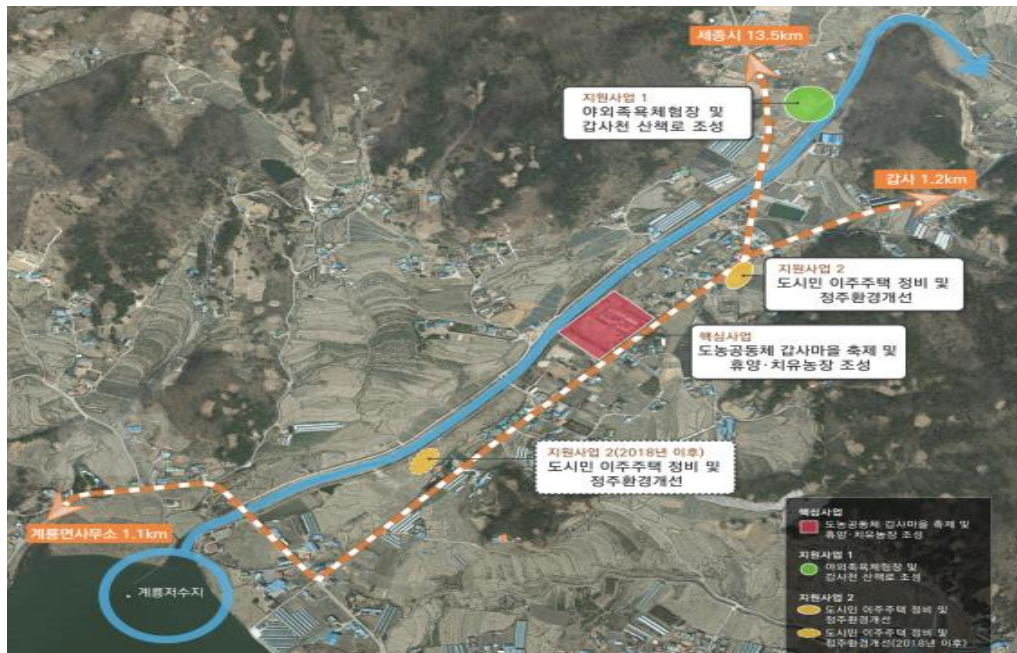 세종시 13.5km
지원사업 1
야외족욕체험장 및
갑사천 산책로 조성
갑사 1.2km
지원사업 2
도시민 이주주택 정비 및
정주환경개선
핵심사업
도농공동체 갑사마을 축제 및
휴양·치유농장 조성
지원사업 2(2018년 이후)
도시민 이주주택 정비 및
정주환경개선
계룡면사무소 1.1km
계룡저수지
핵심사업
도농공동체 갑사마을 축제 및
휴양·치유농장 조성
지원사업 1
야외족욕체험장 및
갑사천 산책로 조성
지원사업 2
도시민 이주주택 정비 및
정주환경개선
도시민 이주주택 정비 및
정주환경개선(2018년 이후)